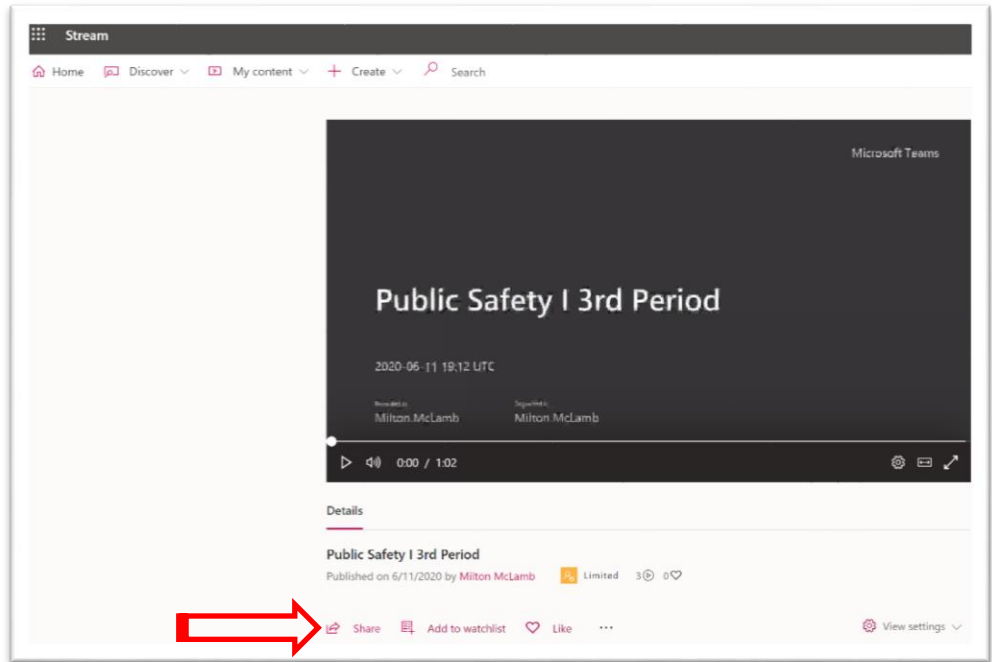 Stream
Home Discover My content Create Search
Microsoft Teams
Public Safety I 3rd Period
2020-06-11 19:12 UTC
Milton McLamb Milton McLamb
0:00 / 1:02
Details
Public Safety I 3rd Period
Published on 6/11/2020 by Milton McLamb Limited 3 0
Share Add to watchlist Like ... View settings